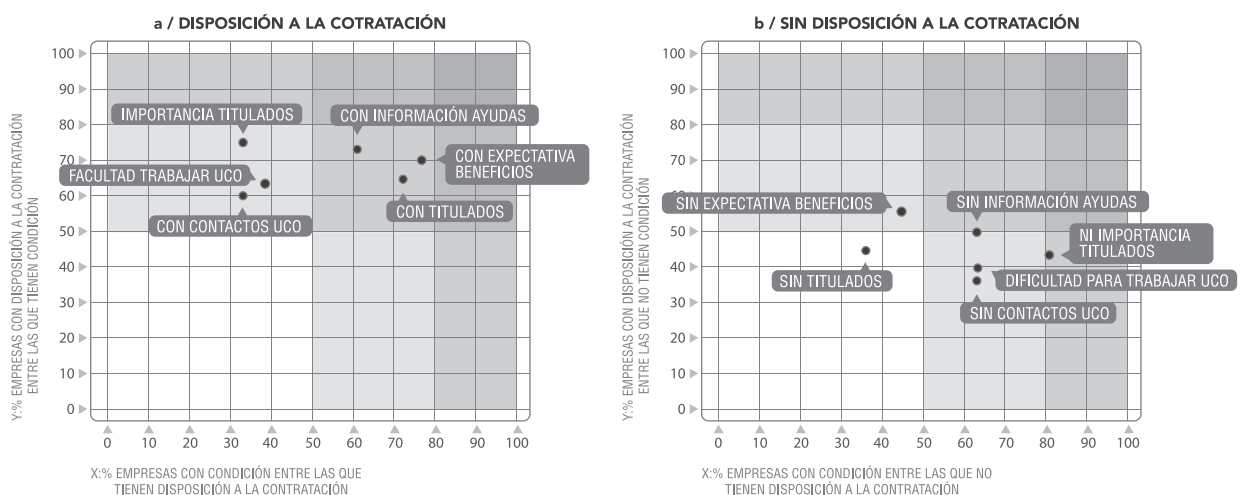 a / DISPOSICIÓN A LA COTRATACIÓN
100
90
80
70
60
50
40
30
20
10
0
IMPORTANCIA TITULADOS
CON INFORMACIÓN AYUDAS
CON EXPECTATIVA
BENEFICIOS
FACULTAD TRABAJAR UCO
CON TITULADOS
CON CONTACTOS UCO
Y:% EMPRESAS CON DISPOSICIÓN A LA CONTRATACIÓN
ENTRE LAS QUE TIENEN CONDICIÓN
0 10 20 30 40 50 60 70 80 90 100
X:% EMPRESAS CON CONDICIÓN ENTRE LAS QUE
TIENEN DISPOSICIÓN A LA CONTRATACIÓN
b / SIN DISPOSICIÓN A LA COTRATACIÓN
100
90
80
70
60
50
40
30
20
10
0
SIN EXPECTATIVA BENEFICIOS
SIN INFORMACIÓN AYUDAS
NI IMPORTANCIA
TITULADOS
SIN TITULADOS
DIFICULTAD PARA TRABAJAR UCO
SIN CONTACTOS UCO
Y:% EMPRESAS CON DISPOSICIÓN A LA CONTRATACIÓN
ENTRE LAS QUE NO TIENEN CONDICIÓN
0 10 20 30 40 50 60 70 80 90 100
X:% EMPRESAS CON CONDICIÓN ENTRE LAS QUE NO
TIENEN DISPOSICIÓN A LA CONTRATACIÓN